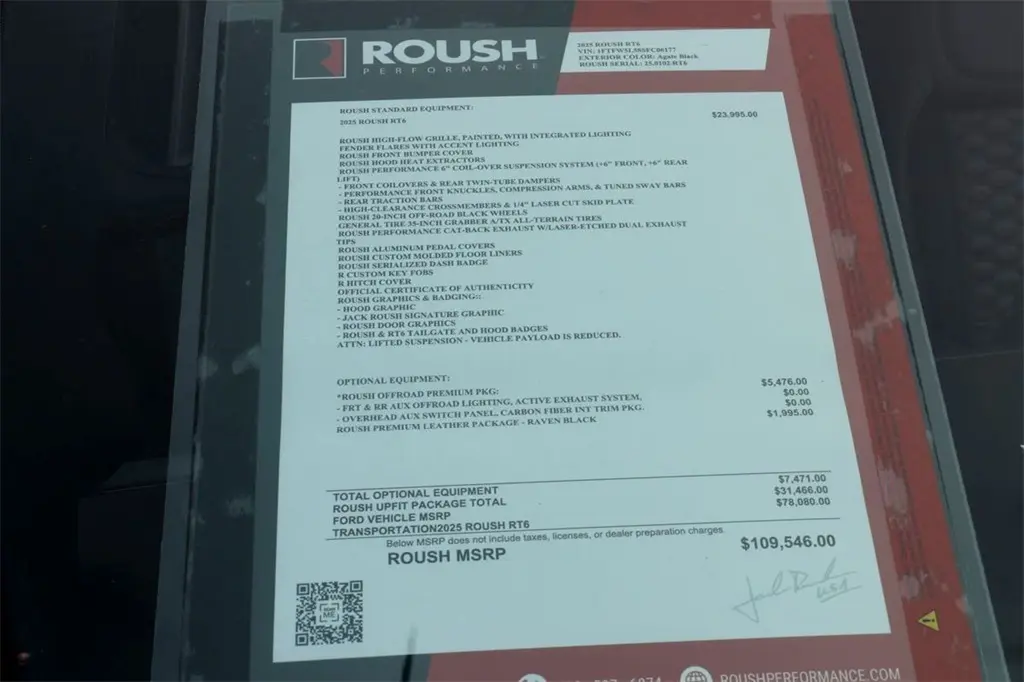 ROUSH
PERFORMANCE
2025 ROUSH RT6
EXTERIOR COLOR: Agate Black
ROUSH SERIAL: 25.0102-RT6
ROUSH STANDARD EQUIPMENT:
2025 ROUSH RT6 $23,995.00
ROUSH HIGH-FLOW GRILLE, PAINTED, WITH INTEGRATED LIGHTING
FENDER FLARES WITH ACCENT LIGHTING
ROUSH FRONT BUMPER COVER
ROUSH HOOD HEAT EXTRACTORS
ROUSH PERFORMANCE 6" COIL-OVER SUSPENSION SYSTEM (+6" FRONT, +6" REAR
LIFT)
- FRONT COILOVERS & REAR TWIN-TUBE DAMPERS
- PERFORMANCE FRONT KNUCKLES, COMPRESSION ARMS, & TUNED SWAY BARS
- REAR TRACTION BARS
- HIGH-CLEARANCE CROSSMEMBERS & 1/4" LASER CUT SKID PLATE
ROUSH 20-INCH OFF-ROAD BLACK WHEELS
GENERAL TIRE 35-INCH GRABBER A/TX ALL-TERRAIN TIRES
ROUSH PERFORMANCE CAT-BACK EXHAUST W/LASER-ETCHED DUAL EXHAUST
TIPS
ROUSH ALUMINUM PEDAL COVERS
ROUSH CUSTOM MOLDED FLOOR LINERS
ROUSH SERIALIZED DASH BADGE
R CUSTOM KEY FOBS
R HITCH COVER
OFFICIAL CERTIFICATE OF AUTHENTICITY
ROUSH GRAPHICS & BADGING::
- HOOD GRAPHIC
- JACK ROUSH SIGNATURE GRAPHIC
- ROUSH DOOR GRAPHICS
- ROUSH & RT6 TAILGATE AND HOOD BADGES
ATTN: LIFTED SUSPENSION - VEHICLE PAYLOAD IS REDUCED.
OPTIONAL EQUIPMENT:
*ROUSH OFFROAD PREMIUM PKG: $5,476.00
- FRT & RR AUX OFFROAD LIGHTING, ACTIVE EXHAUST SYSTEM, $0.00
- OVERHEAD AUX SWITCH PANEL, CARBON FIBER INT TRIM PKG. $0.00
ROUSH PREMIUM LEATHER PACKAGE - RAVEN BLACK $1,995.00
TOTAL OPTIONAL EQUIPMENT $7,471.00
ROUSH UPFIT PACKAGE TOTAL $31,466.00
FORD VEHICLE MSRP $78,080.00
TRANSPORTATION2025 ROUSH RT6
Below MSRP does not include taxes, licenses, or dealer preparation charges
ROUSH MSRP $109,546.00
ME
ROUSHPERFORMANCE.COM